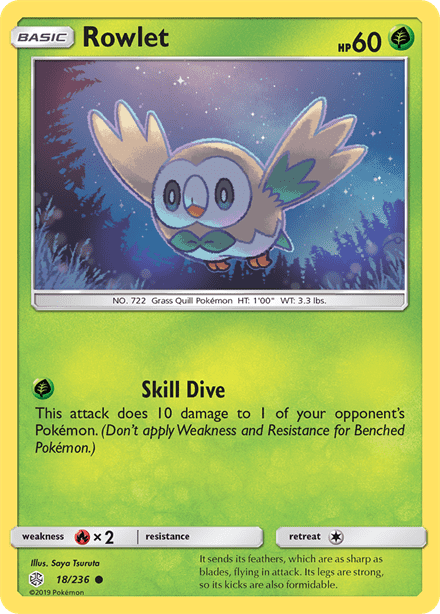 BASIC Rowlet HP60
NO. 722 Grass Quill Pokémon HT: 1'00" WT: 3.3 lbs.
Skill Dive
This attack does 10 damage to 1 of your opponent's
Pokémon. (Don't apply Weakness and Resistance for Benched
Pokémon.)
weakness × 2 resistance retreat
Illus. Saya Tsuruta
18/236
©2019 Pokémon
It sends its feathers, which are as sharp as
blades, flying in attack. Its legs are strong,
so its kicks are also formidable.